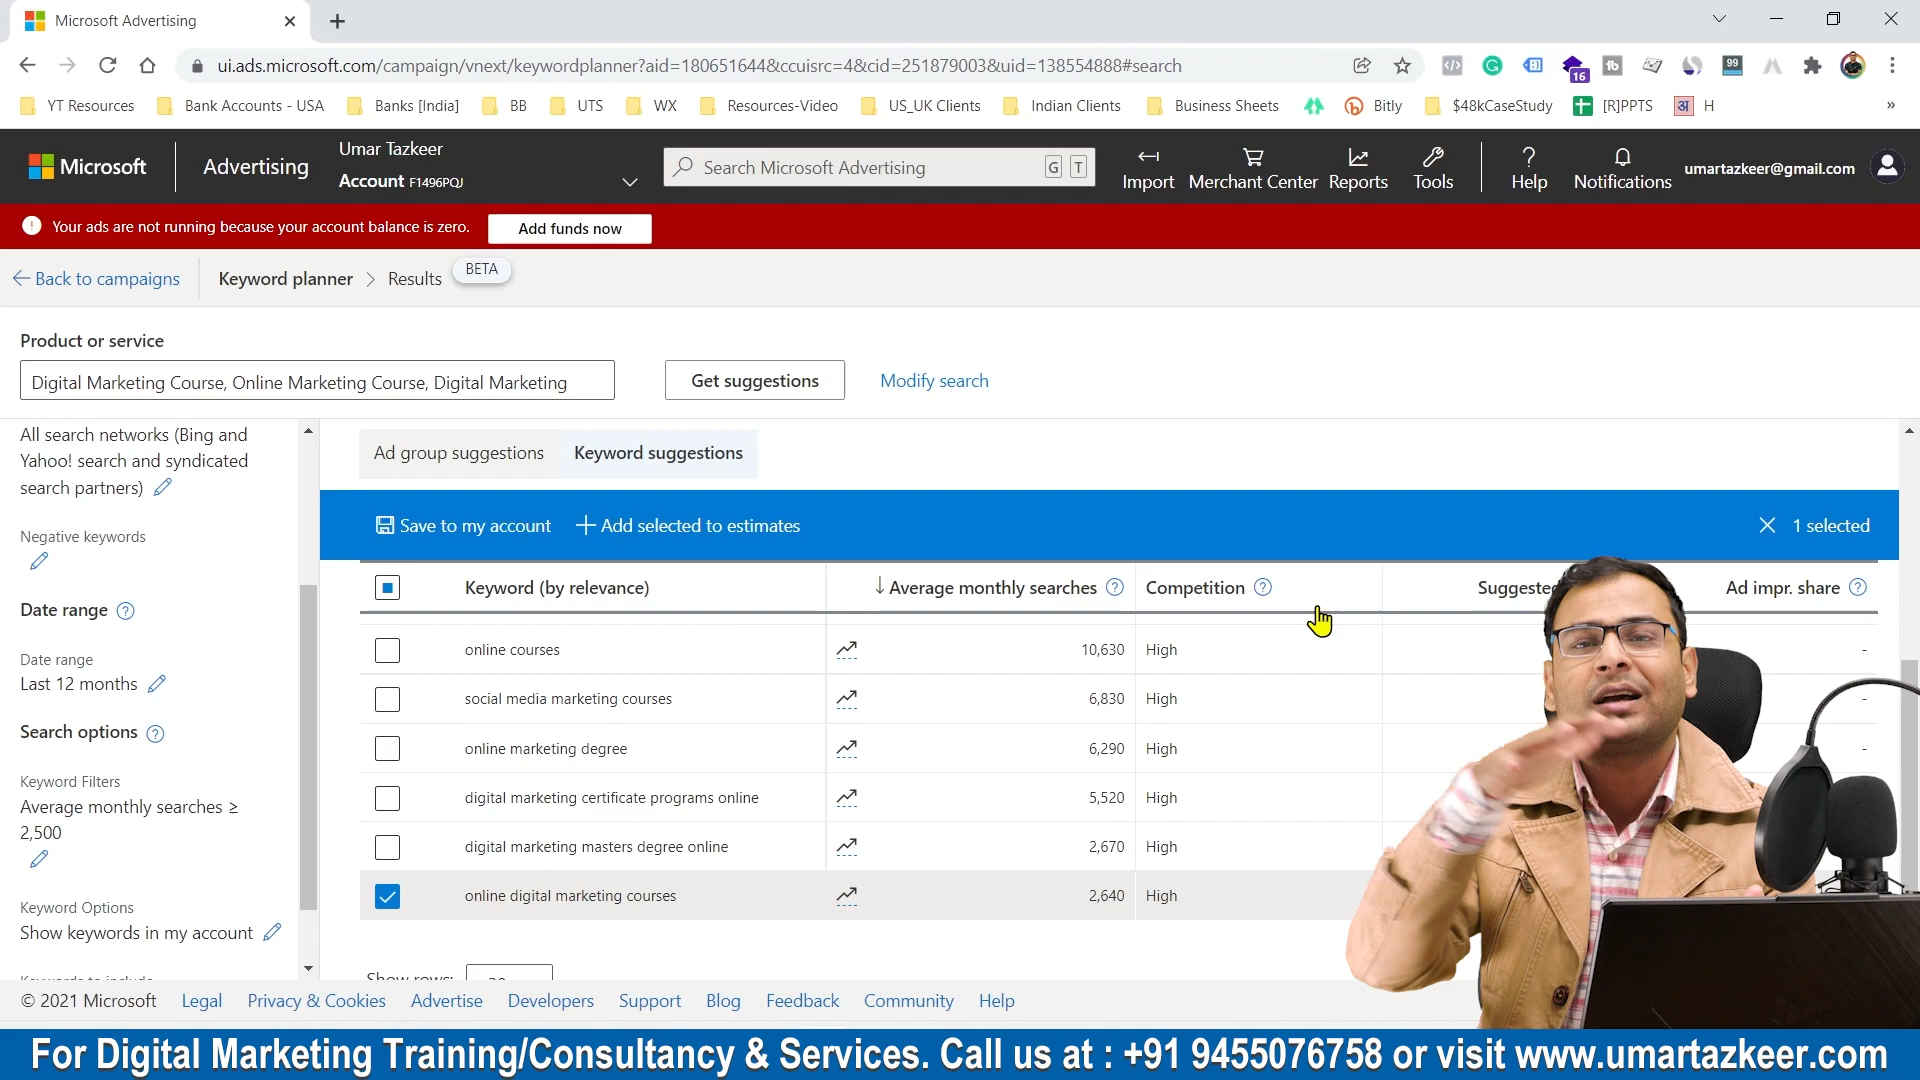 Microsoft Advertising
ui.ads.microsoft.com/campaign/vnext/keywordplanner?aid=180651644&ccuisrc=4&cid=251879003&uid=138554888#search
16
99
YT Resources
Bank Accounts - USA
Banks [India]
BB
UTS
WX
Resources-Video
US_UK Clients
Indian Clients
Business Sheets
Bitly
$48kCaseStudy
[R]PPTS
अ
H
»
Microsoft
Advertising
Umar Tazkeer
Account F1496PQJ
Search Microsoft Advertising
G T
Import
Merchant Center
Reports
Tools
Help
Notifications
umartazkeer@gmail.com
Your ads are not running because your account balance is zero.
Add funds now
Back to campaigns
Keyword planner > Results
BETA
Product or service
Digital Marketing Course, Online Marketing Course, Digital Marketing
Get suggestions
Modify search
All search networks (Bing and
Yahoo! search and syndicated
search partners)
Negative keywords
Date range
Date range
Last 12 months
Search options
Keyword Filters
Average monthly searches ≥
2,500
Keyword Options
Show keywords in my account
Keywords to include
Ad group suggestions
Keyword suggestions
Save to my account
Add selected to estimates
1 selected
Keyword (by relevance)
Average monthly searches
Competition
Suggested
Ad impr. share
online courses 10,630 High -
social media marketing courses 6,830 High -
online marketing degree 6,290 High -
digital marketing certificate programs online 5,520 High
digital marketing masters degree online 2,670 High
online digital marketing courses 2,640 High
Show rows:
© 2021 Microsoft
Legal
Privacy & Cookies
Advertise
Developers
Support
Blog
Feedback
Community
Help
For Digital Marketing Training/Consultancy & Services. Call us at : +91 9455076758 or visit www.umartazkeer.com